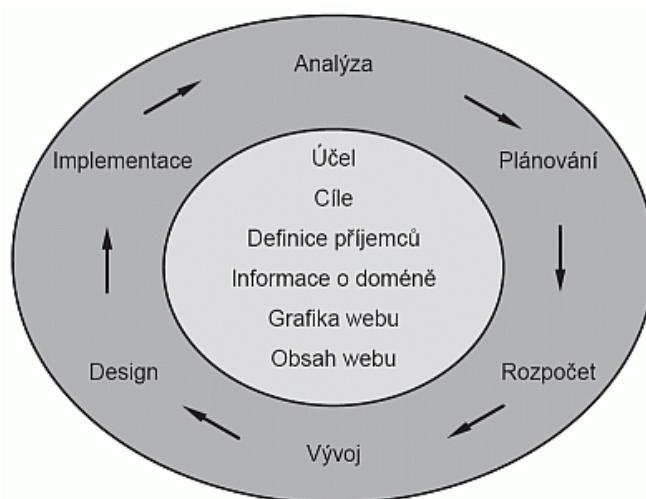 Analýza
Implementace
Plánování
Účel
Cíle
Definice příjemců
Informace o doméně
Grafika webu
Obsah webu
Design
Rozpočet
Vývoj